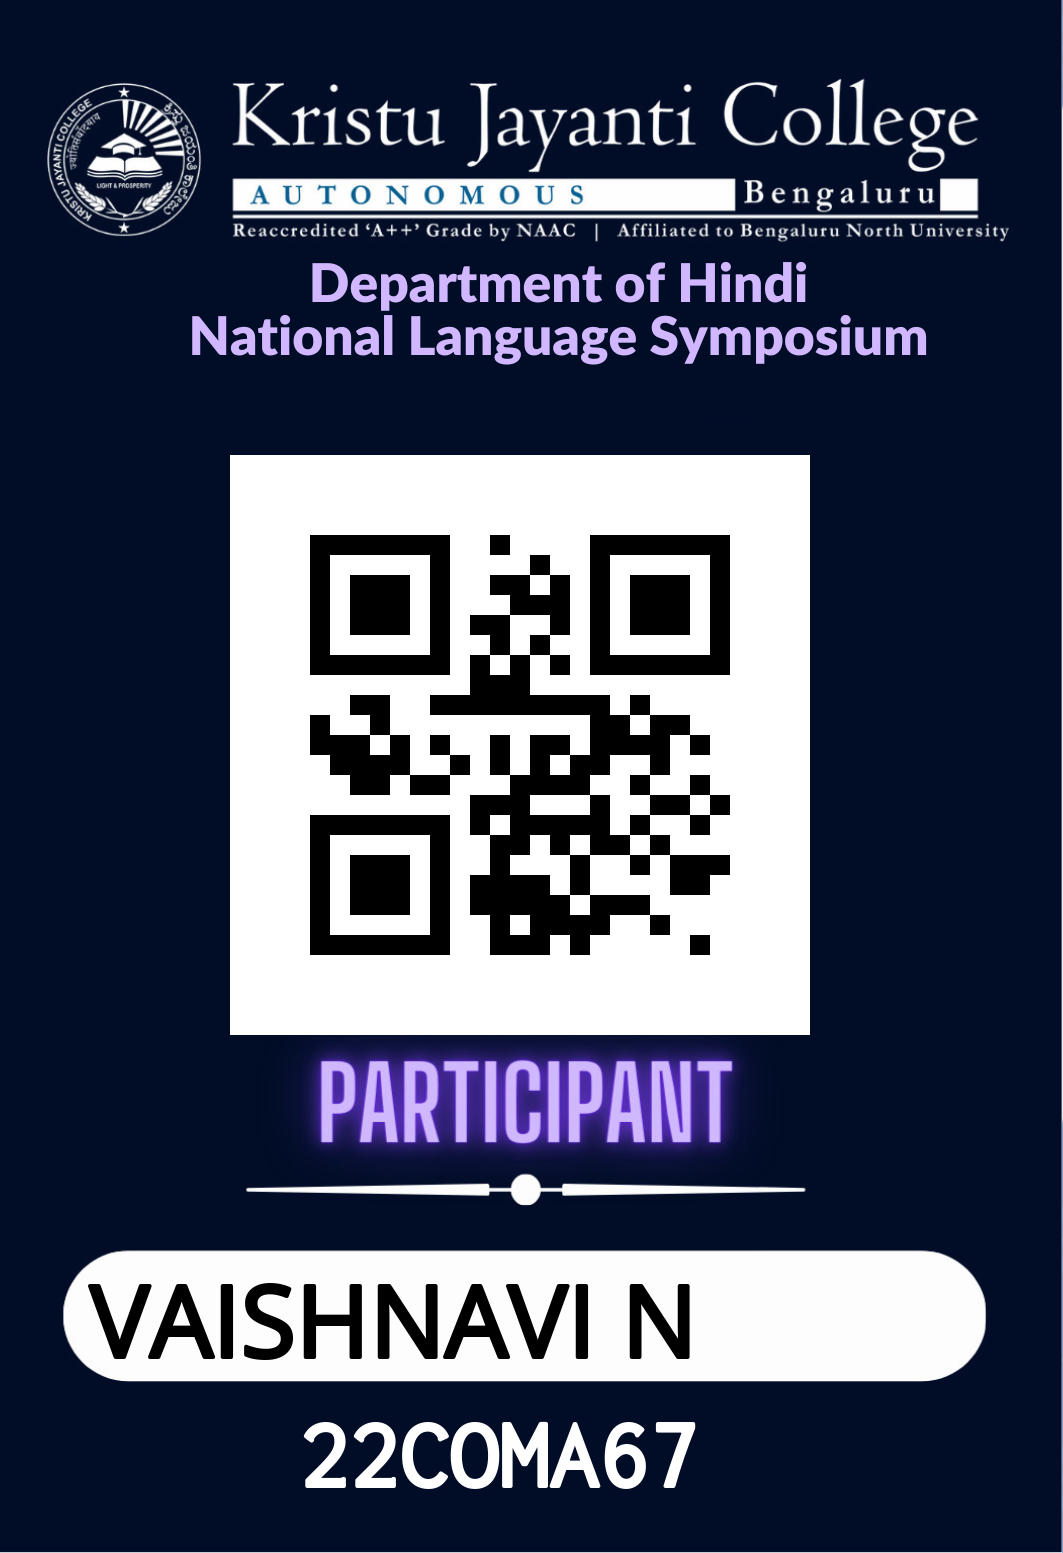 KRISTU JAYANTI COLLEGE
ಕ್ರಿಸ್ತು ಜಯಂತಿ ಕಾಲೇಜು
LIGHT & PROSPERITY
Kristu Jayanti College
AUTONOMOUS Bengaluru
Reaccredited ‘A++’ Grade by NAAC | Affiliated to Bengaluru North University
Department of Hindi
National Language Symposium
PARTICIPANT
VAISHNAVI N
22COMA67